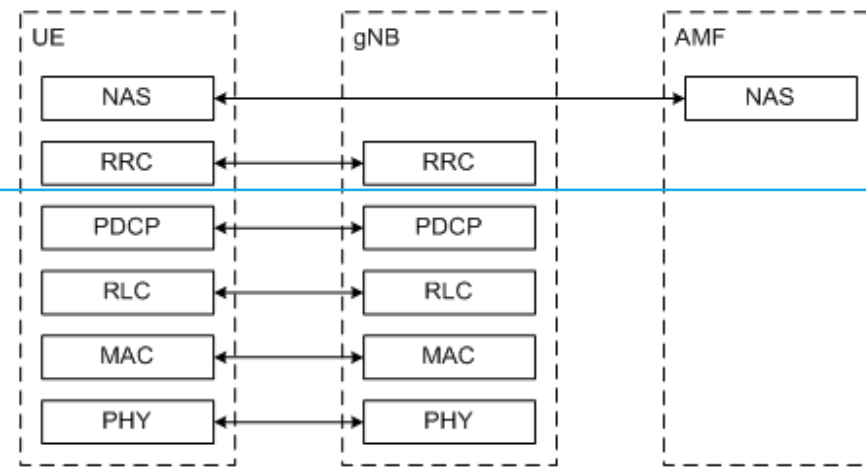 UE gNB AMF
NAS NAS
RRC RRC
PDCP PDCP
RLC RLC
MAC MAC
PHY PHY